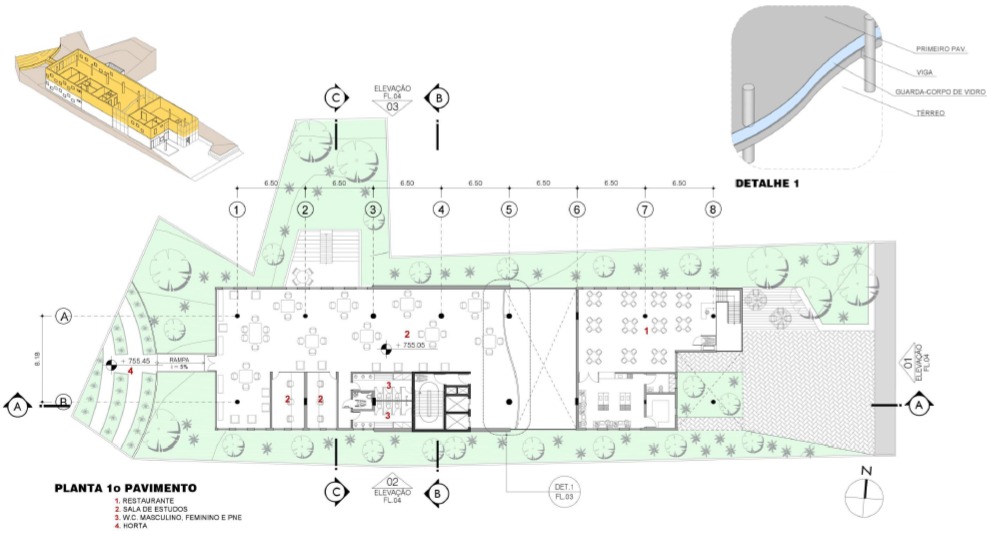 PRIMEIRO PAV.
VIGA
GUARDA-CORPO DE VIDRO
TÉRREO
DETALHE 1
ELEVAÇÃO
FL.04
03
C
B
6.50
6.50
6.50
6.50
6.50
6.50
6.50
1
2
3
4
5
6
7
8
A
2
1
+ 755.05
8.18
+ 755.45
4
RAMPA
i = 3%
3
2
2
3
B
A
A
01
ELEVAÇÃO
FL.04
C
02
ELEVAÇÃO
FL.04
B
DET.1
FL.03
N
PLANTA 1o PAVIMENTO
1. RESTAURANTE
2. SALA DE ESTUDOS
3. W.C. MASCULINO, FEMININO E PNE
4. HORTA